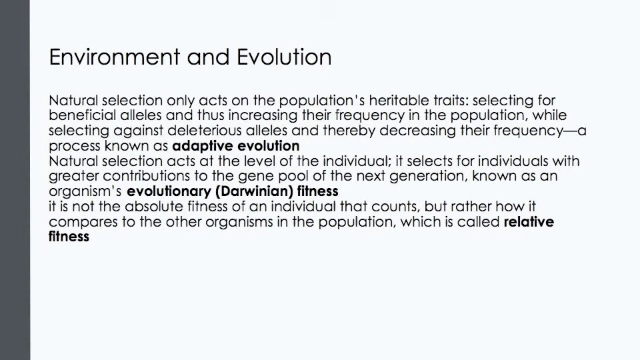 Environment and Evolution
Natural selection only acts on the population's heritable traits: selecting for
beneficial alleles and thus increasing their frequency in the population, while
selecting against deleterious alleles and thereby decreasing their frequency—a
process known as adaptive evolution
Natural selection acts at the level of the individual; it selects for individuals with
greater contributions to the gene pool of the next generation, known as an
organism's evolutionary (Darwinian) fitness
it is not the absolute fitness of an individual that counts, but rather how it
compares to the other organisms in the population, which is called relative
fitness